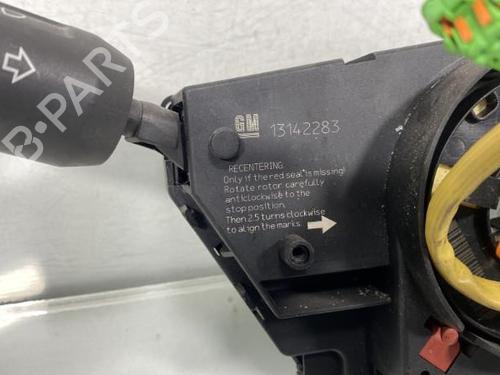 GM 13142283
RECENTERING:
Only if the red seal is missing!
Rotate rotor carefully
anticlockwise to the
stop position.
Then 2.5 turns clockwise
to align the marks.
B-PARTS